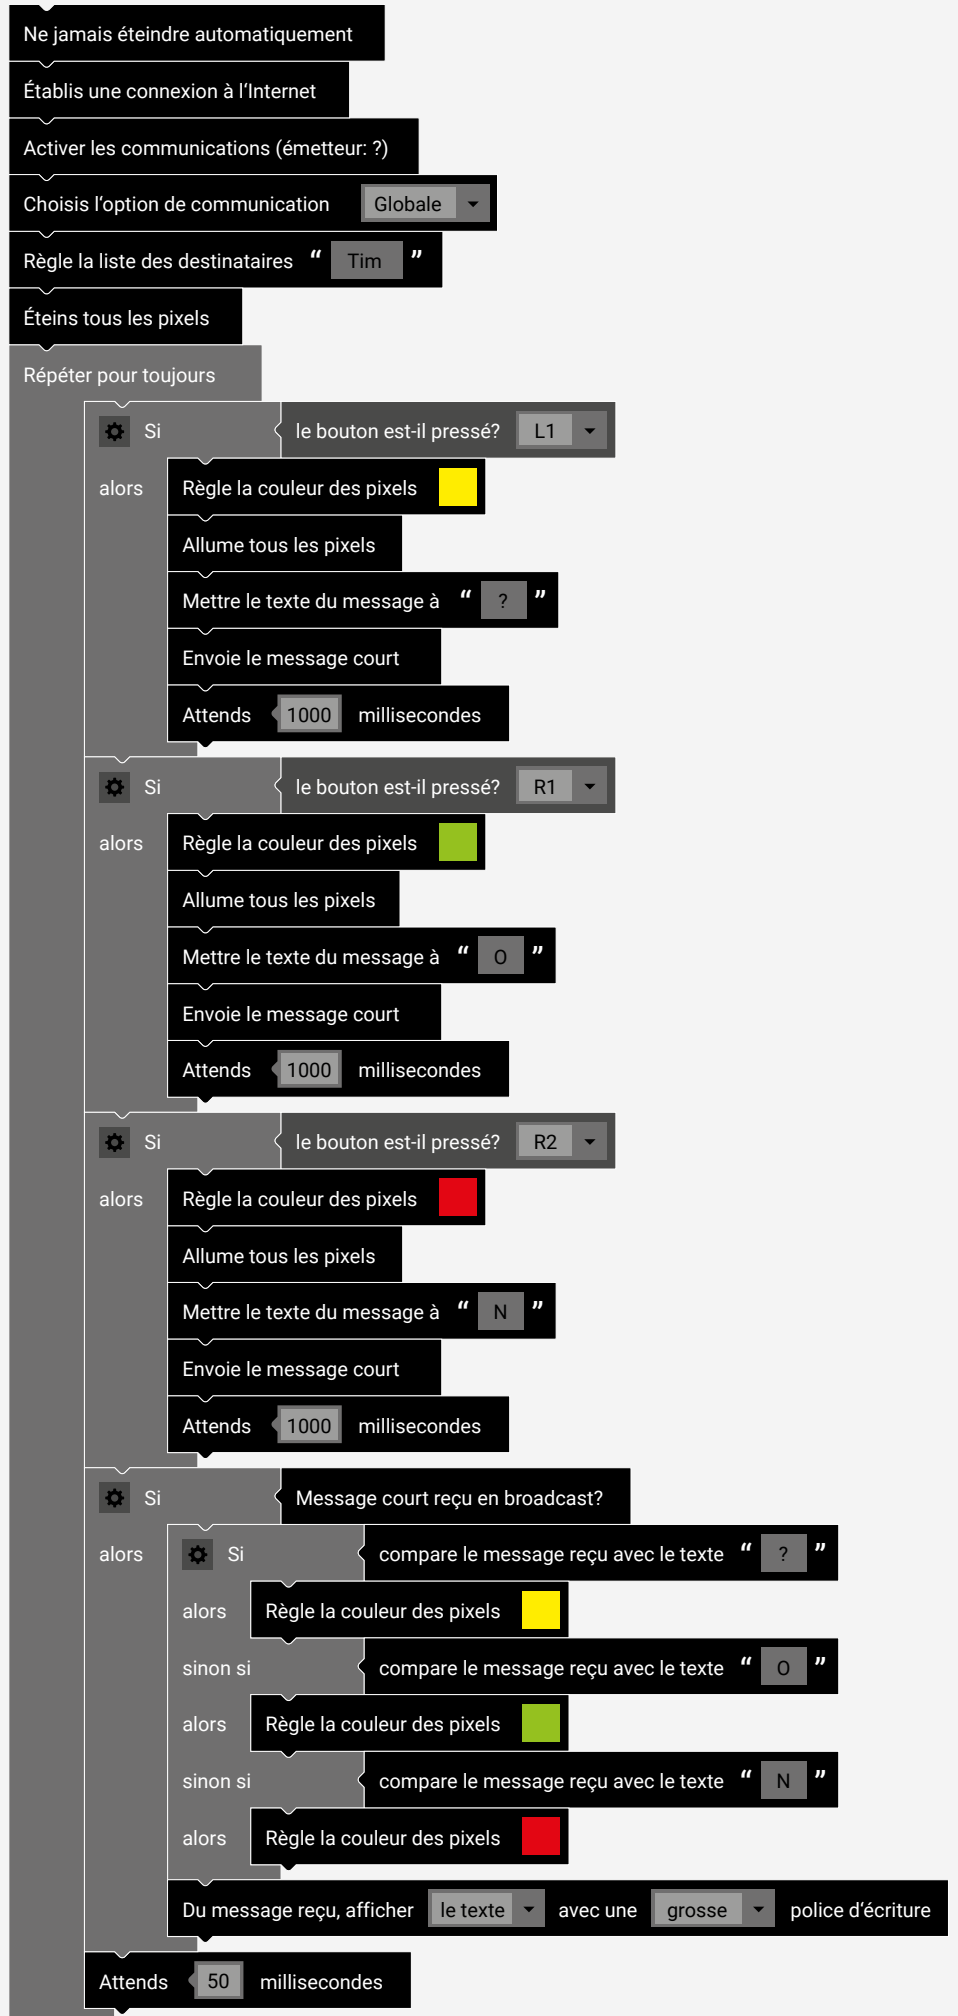 Ne jamais éteindre automatiquement
Établis une connexion à l'Internet
Activer les communications (émetteur: ?)
Choisis l'option de communication Globale
Règle la liste des destinataires “ Tim ”
Éteins tous les pixels
Répéter pour toujours
Si le bouton est-il pressé? L1
alors Règle la couleur des pixels
Allume tous les pixels
Mettre le texte du message à “ ? ”
Envoie le message court
Attends 1000 millisecondes
Si le bouton est-il pressé? R1
alors Règle la couleur des pixels
Allume tous les pixels
Mettre le texte du message à “ O ”
Envoie le message court
Attends 1000 millisecondes
Si le bouton est-il pressé? R2
alors Règle la couleur des pixels
Allume tous les pixels
Mettre le texte du message à “ N ”
Envoie le message court
Attends 1000 millisecondes
Si Message court reçu en broadcast?
alors Si compare le message reçu avec le texte “ ? ”
alors Règle la couleur des pixels
sinon si compare le message reçu avec le texte “ O ”
alors Règle la couleur des pixels
sinon si compare le message reçu avec le texte “ N ”
alors Règle la couleur des pixels
Du message reçu, afficher le texte avec une grosse police d'écriture
Attends 50 millisecondes